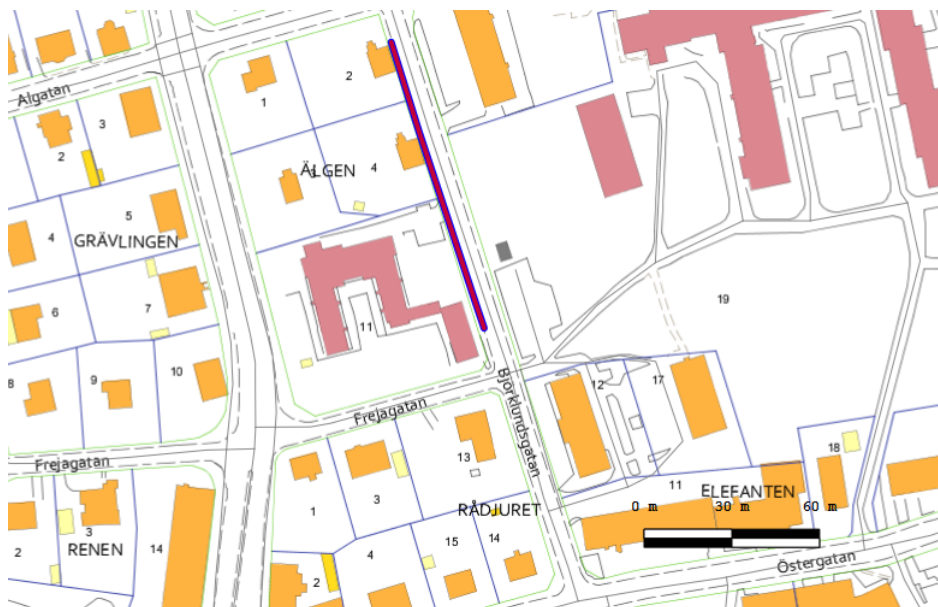 Älgatan
3
2
GRÄVLINGEN
5
4
6
7
8
9
10
1
2
ÄLGEN
4
11
Frejagatan
Frejagatan
Björklundsgatan
19
12
17
18
11
ELEFANTEN
0 m 30 m 60 m
Östergatan
13
3
1
RÅDJURET
15
14
4
2
2
3
RENEN
14